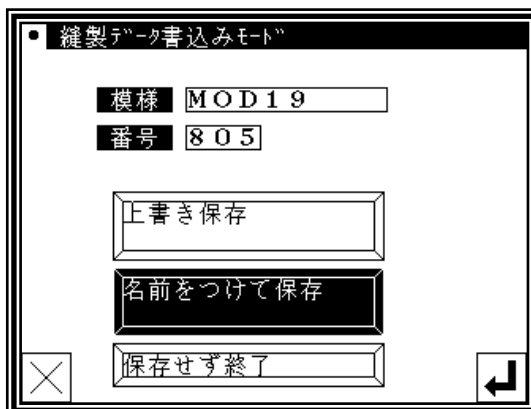 縫製ﾃﾞｰﾀ書込みﾓｰﾄﾞ
模様 ＭＯＤ１９
番号 ８０５
上書き保存
名前をつけて保存
保存せず終了